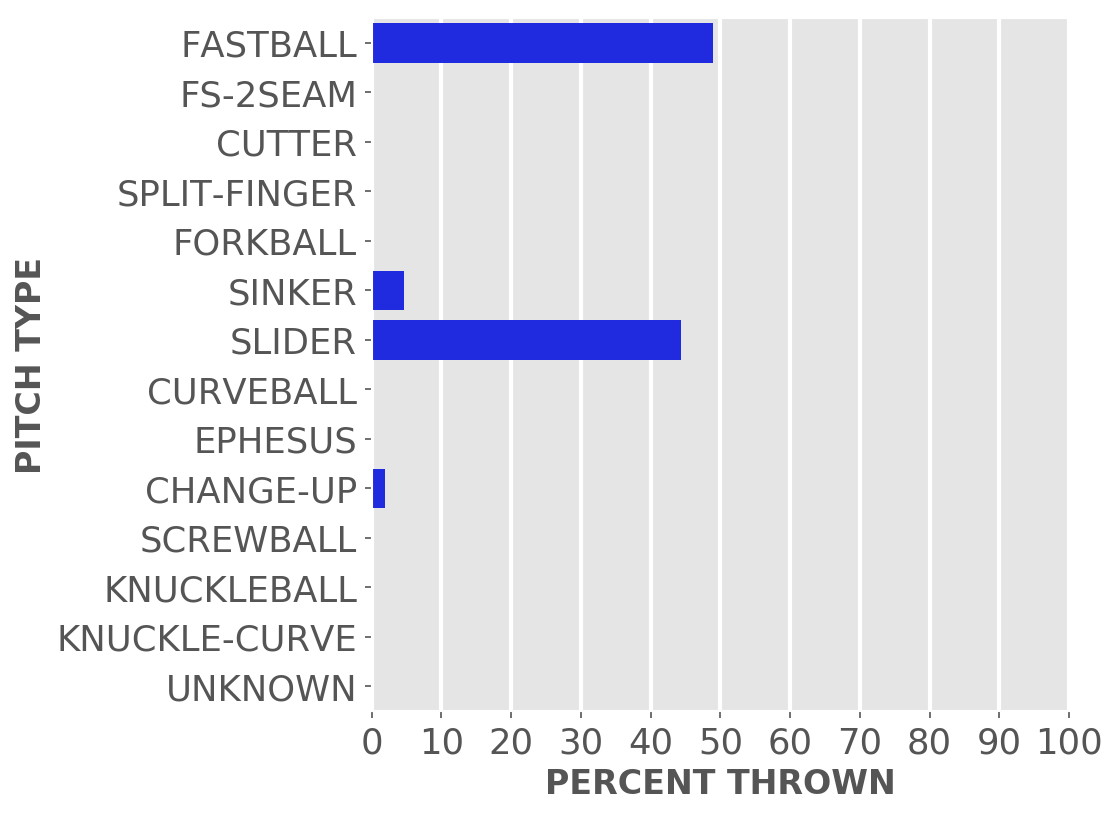 FASTBALL
FS-2SEAM
CUTTER
SPLIT-FINGER
FORKBALL
SINKER
SLIDER
CURVEBALL
EPHESUS
CHANGE-UP
SCREWBALL
KNUCKLEBALL
KNUCKLE-CURVE
UNKNOWN
PITCH TYPE
0 10 20 30 40 50 60 70 80 90 100
PERCENT THROWN